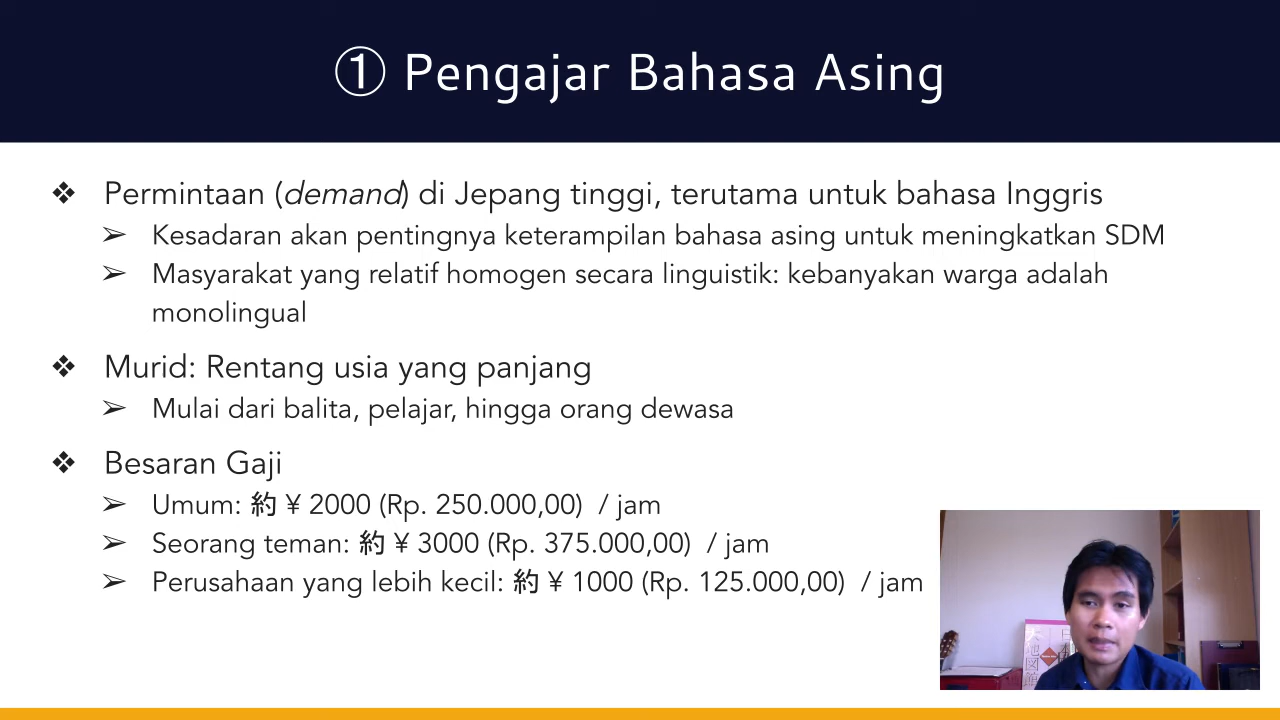 ① Pengajar Bahasa Asing
❖ Permintaan (demand) di Jepang tinggi, terutama untuk bahasa Inggris
➢ Kesadaran akan pentingnya keterampilan bahasa asing untuk meningkatkan SDM
➢ Masyarakat yang relatif homogen secara linguistik: kebanyakan warga adalah
monolingual
❖ Murid: Rentang usia yang panjang
➢ Mulai dari balita, pelajar, hingga orang dewasa
❖ Besaran Gaji
➢ Umum: 約 ¥ 2000 (Rp. 250.000,00) / jam
➢ Seorang teman: 約 ¥ 3000 (Rp. 375.000,00) / jam
➢ Perusahaan yang lebih kecil: 約 ¥ 1000 (Rp. 125.000,00) / jam